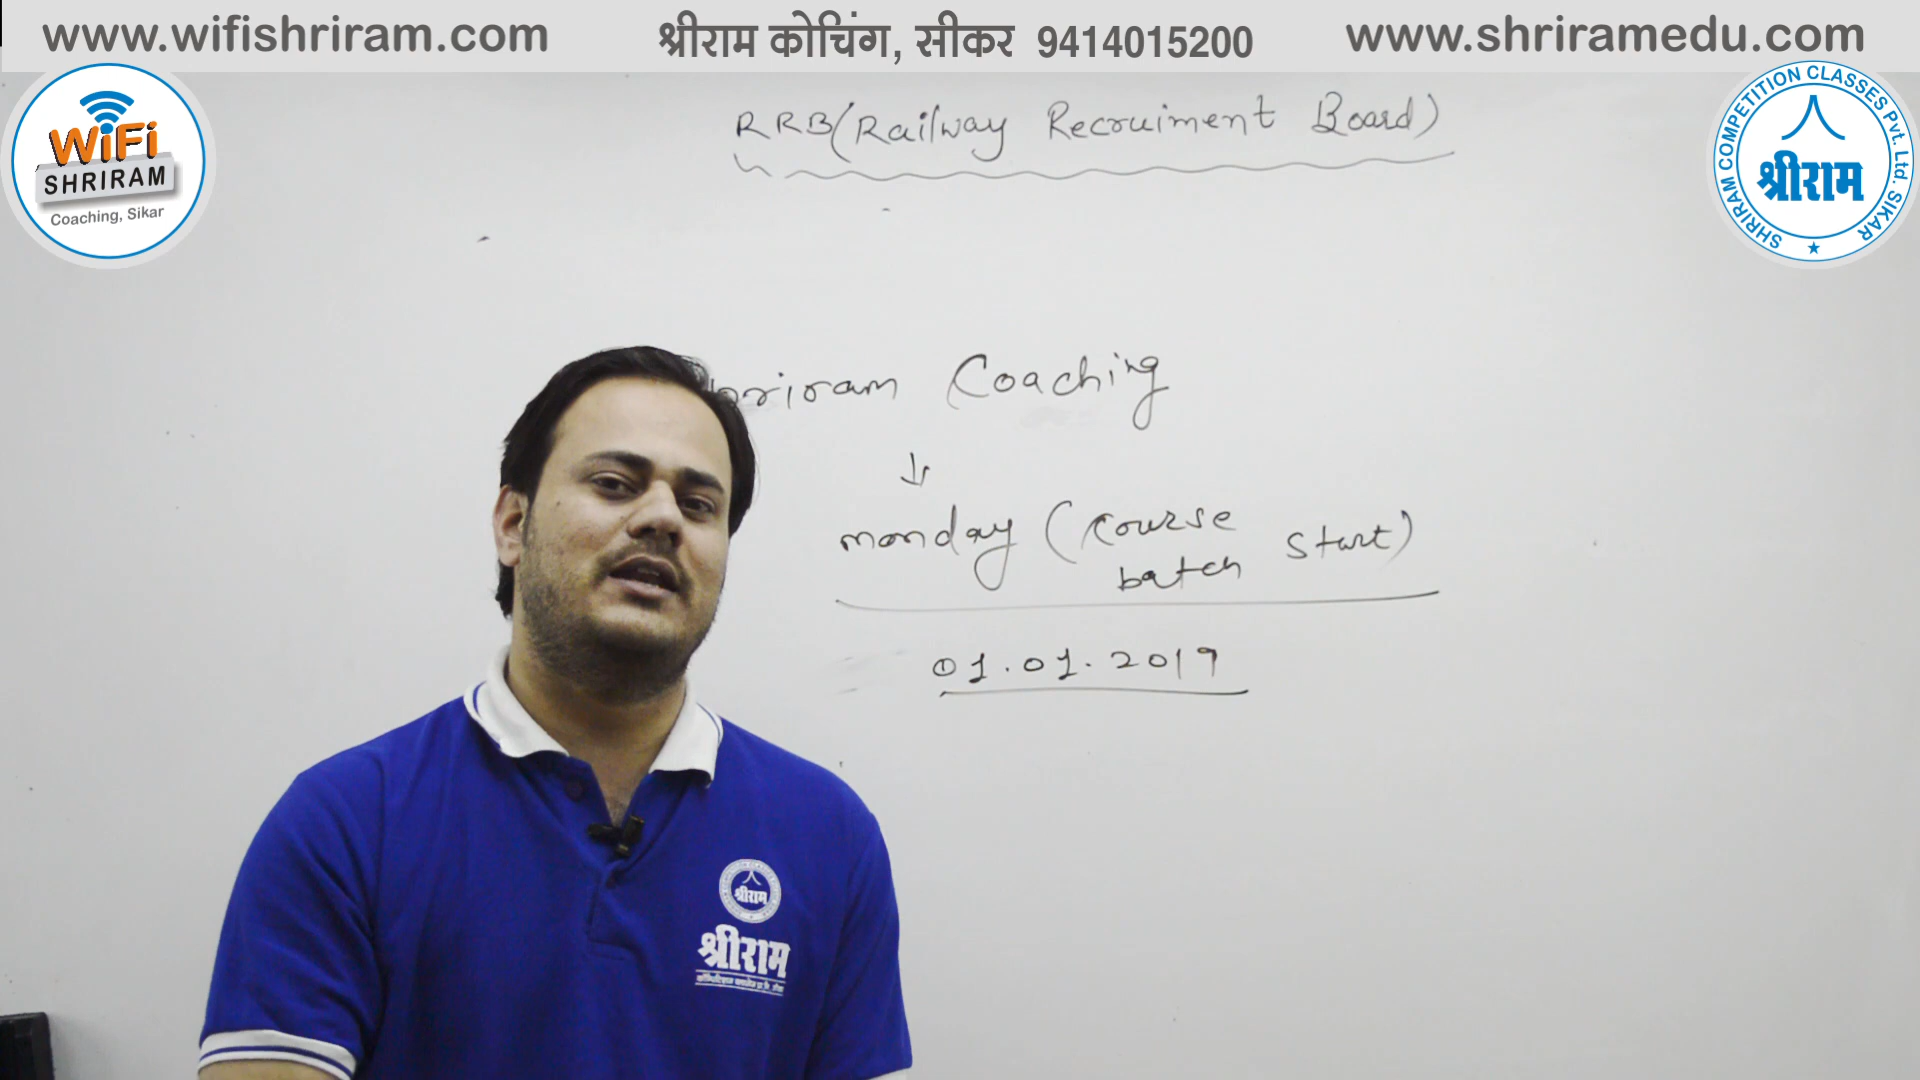 www.wifishriram.com श्रीराम कोचिंग, सीकर 9414015200 www.shriramedu.com
WiFi
SHRIRAM
Coaching, Sikar
SHRIRAM COMPETITION CLASSES Pvt. Ltd. SIKAR
श्रीराम
RRB(Railway Recruiment Board)
hriram Coaching
monday (course start)
batch
01.01.2019
श्रीराम
श्रीराम